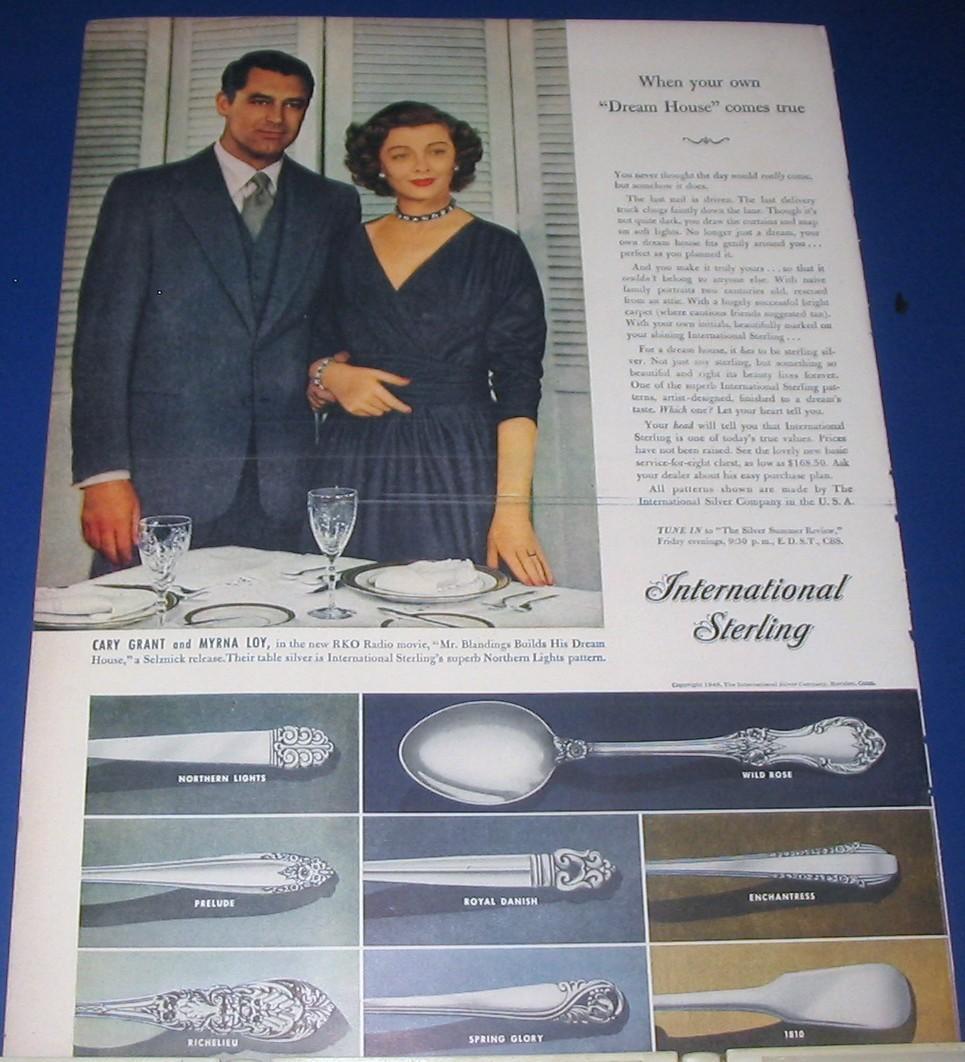 When your own
"Dream House" comes true
You never thought the day would really come,
but somehow it does.
The last nail is driven. The last delivery
truck chugs faintly down the lane. Though it's
not quite dark, you draw the curtains and snap
on soft lights. No longer just a dream, your
own dream house fits gently around you...
perfect as you planned it.
And you make it truly yours...so that it
couldn't belong to anyone else. With naive
family portraits two centuries old, rescued
from an attic. With a hugely successful bright
carpet (where cautious friends suggested tan).
With your own initials, beautifully marked on
your shining International Sterling...
For a dream house, it has to be sterling sil-
ver. Not just any sterling, but something so
beautiful and right its beauty lives forever.
One of the superb International Sterling pat-
terns, artist-designed, finished to a dream's
taste. Which one? Let your heart tell you.
Your head will tell you that International
Sterling is one of today's true values. Prices
have not been raised. See the lovely new basic
service-for-eight chest, as low as $168.50. Ask
your dealer about his easy purchase plan.
All patterns shown are made by The
International Silver Company in the U. S. A.
TUNE IN to "The Silver Summer Review,"
Friday evenings, 9:30 p. m., E. D. S. T., CBS.
International
Sterling
CARY GRANT and MYRNA LOY, in the new RKO Radio movie, "Mr. Blandings Builds His Dream
House," a Selznick release. Their table silver is International Sterling's superb Northern Lights pattern.
Copyright 1948, The International Silver Company, Meriden, Conn.
NORTHERN LIGHTS
WILD ROSE
PRELUDE
ROYAL DANISH
ENCHANTRESS
RICHELIEU
SPRING GLORY
1810